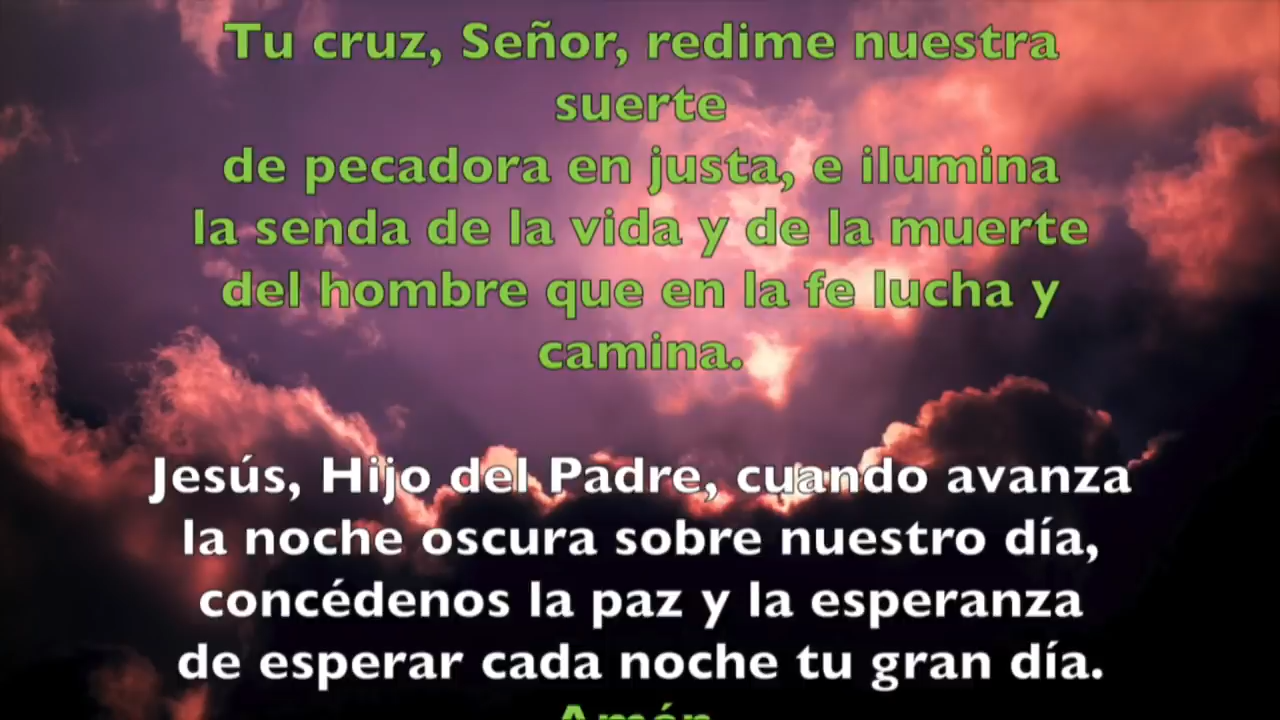 Tu cruz, Señor, redime nuestra
suerte
de pecadora en justa, e ilumina
la senda de la vida y de la muerte
del hombre que en la fe lucha y
camina.
Jesús, Hijo del Padre, cuando avanza
la noche oscura sobre nuestro día,
concédenos la paz y la esperanza
de esperar cada noche tu gran día.
Amén